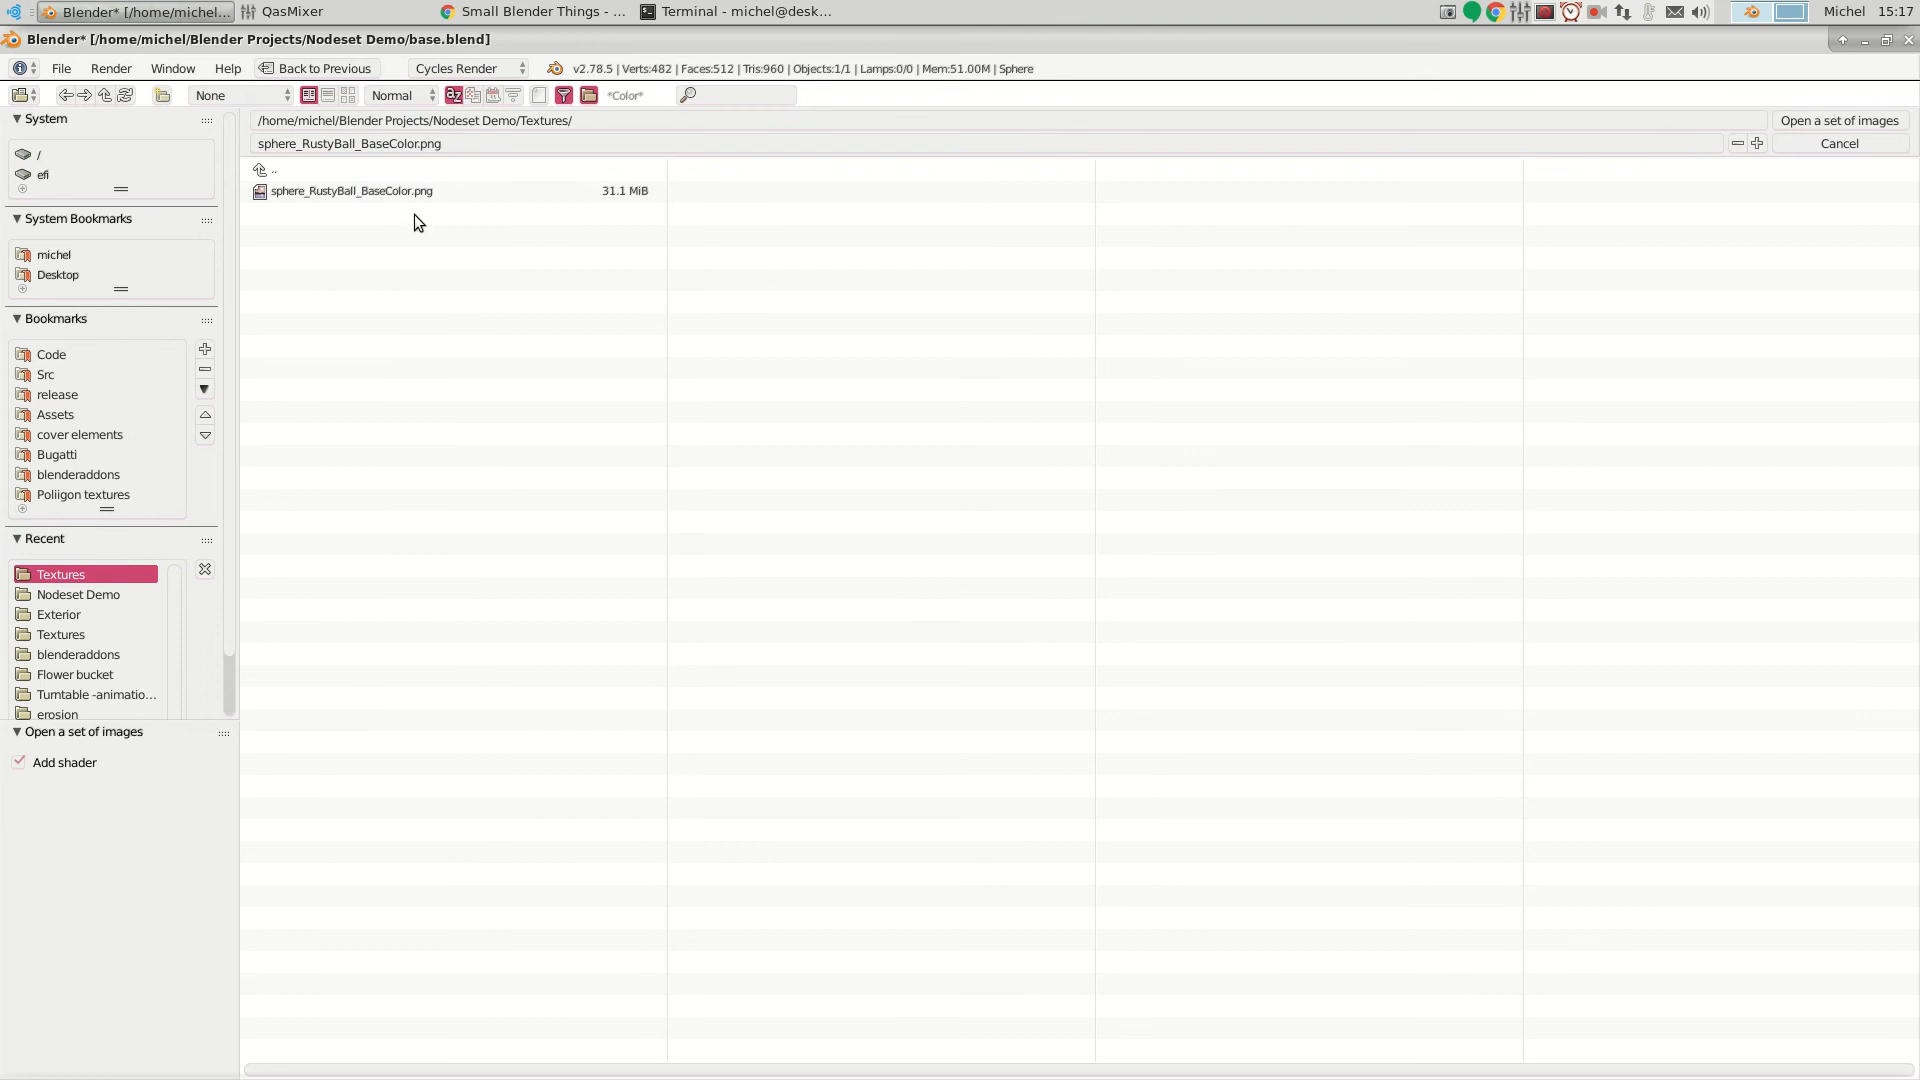 Blender* [/home/michel... QasMixer Small Blender Things - ... Terminal - michel@desk... Michel 15:17
Blender* [/home/michel/Blender Projects/Nodeset Demo/base.blend]
File Render Window Help Back to Previous Cycles Render v2.78.5 | Verts:482 | Faces:512 | Tris:960 | Objects:1/1 | Lamps:0/0 | Mem:51.00M | Sphere
None Normal *Color*
System
/
efi
System Bookmarks
michel
Desktop
Bookmarks
Code
Src
release
Assets
cover elements
Bugatti
blenderaddons
Poliigon textures
Recent
Textures
Nodeset Demo
Exterior
Textures
blenderaddons
Flower bucket
Turntable -animatio...
erosion
Open a set of images
Add shader
/home/michel/Blender Projects/Nodeset Demo/Textures/ Open a set of images
sphere_RustyBall_BaseColor.png Cancel
..
sphere_RustyBall_BaseColor.png 31.1 MiB